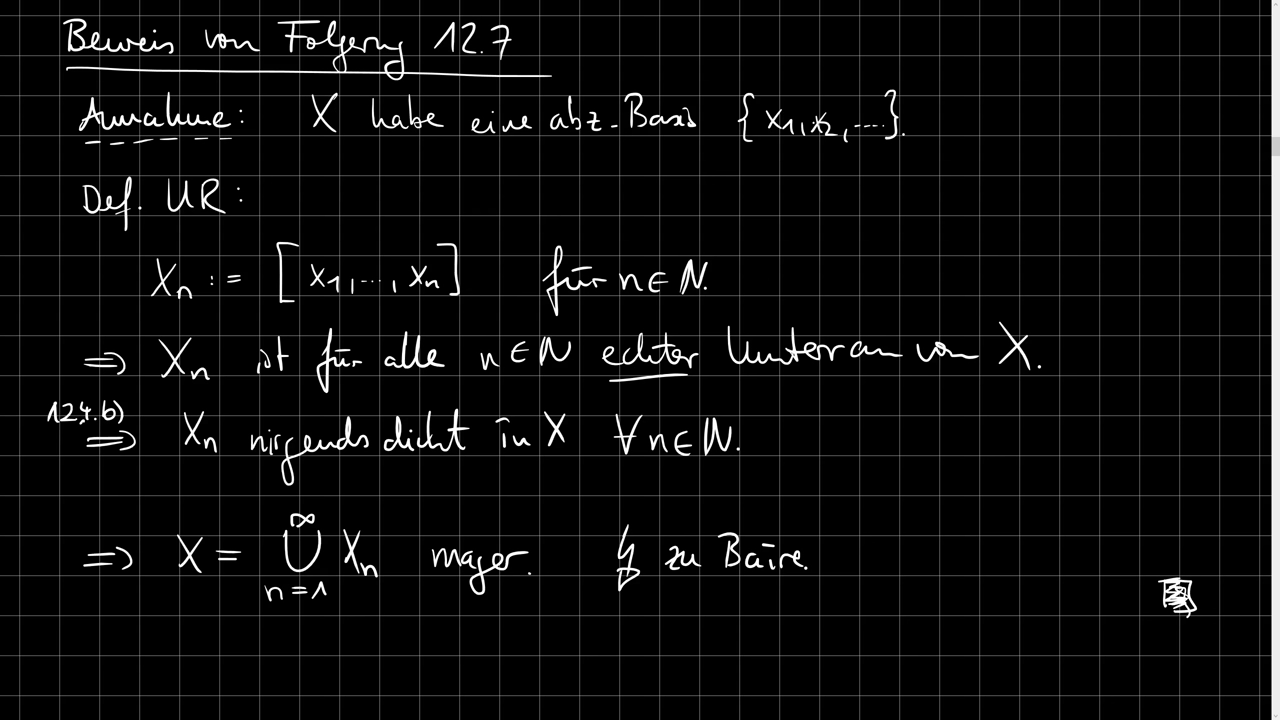 Beweis von Folgerung 12.7
Annahme: X habe eine abz. Basis {x₁, x₂, ....}.
Def. UR:
Xₙ := [x₁, ..., xₙ] für n ∈ ℕ.
⇒ Xₙ ist für alle n ∈ ℕ echter Unterraum von X.
12.4.b)
⇒ Xₙ nirgends dicht in X ∀ n ∈ ℕ.
⇒ X = ⋃_{n=1}^{∞} Xₙ mager. ↯ zu Baire.